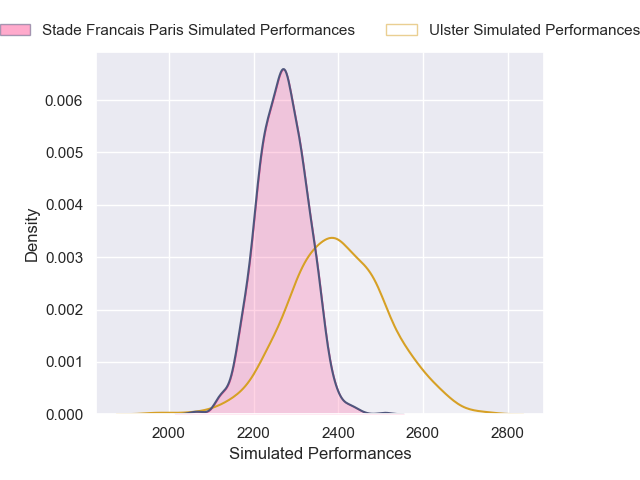 Stade Francais Paris Simulated Performances Ulster Simulated Performances
0.006
0.005
0.004
0.003
0.002
0.001
0.000
Density
2000 2200 2400 2600 2800
Simulated Performances